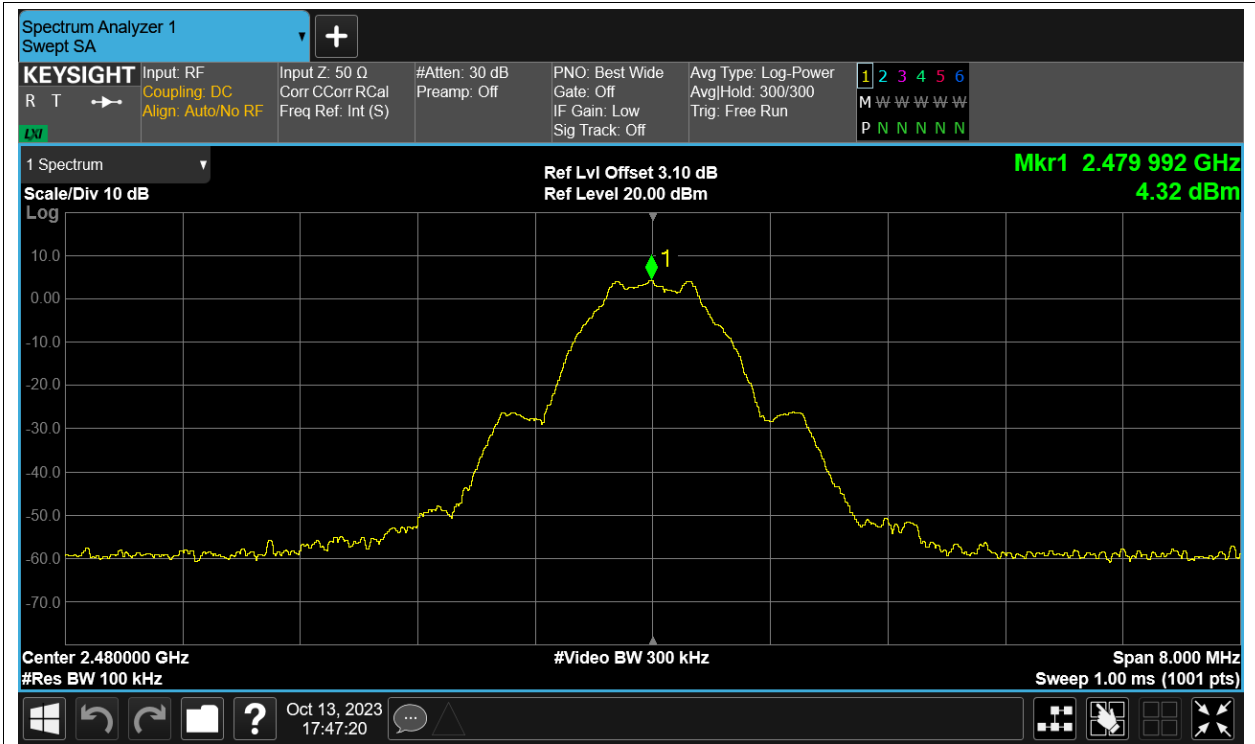 Spectrum Analyzer 1
Swept SA
+
KEYSIGHT
R T
LXI
Input: RF
Coupling: DC
Align: Auto/No RF
Input Z: 50 Ω
Corr CCorr RCal
Freq Ref: Int (S)
#Atten: 30 dB
Preamp: Off
PNO: Best Wide
Gate: Off
IF Gain: Low
Sig Track: Off
Avg Type: Log-Power
Avg|Hold: 300/300
Trig: Free Run
1 2 3 4 5 6
M W W W W W
P N N N N N
1 Spectrum
Scale/Div 10 dB
Log
Ref Lvl Offset 3.10 dB
Ref Level 20.00 dBm
Mkr1 2.479 992 GHz
4.32 dBm
1
10.0
0.00
-10.0
-20.0
-30.0
-40.0
-50.0
-60.0
-70.0
Center 2.480000 GHz
#Res BW 100 kHz
#Video BW 300 kHz
Span 8.000 MHz
Sweep 1.00 ms (1001 pts)
?
Oct 13, 2023
17:47:20